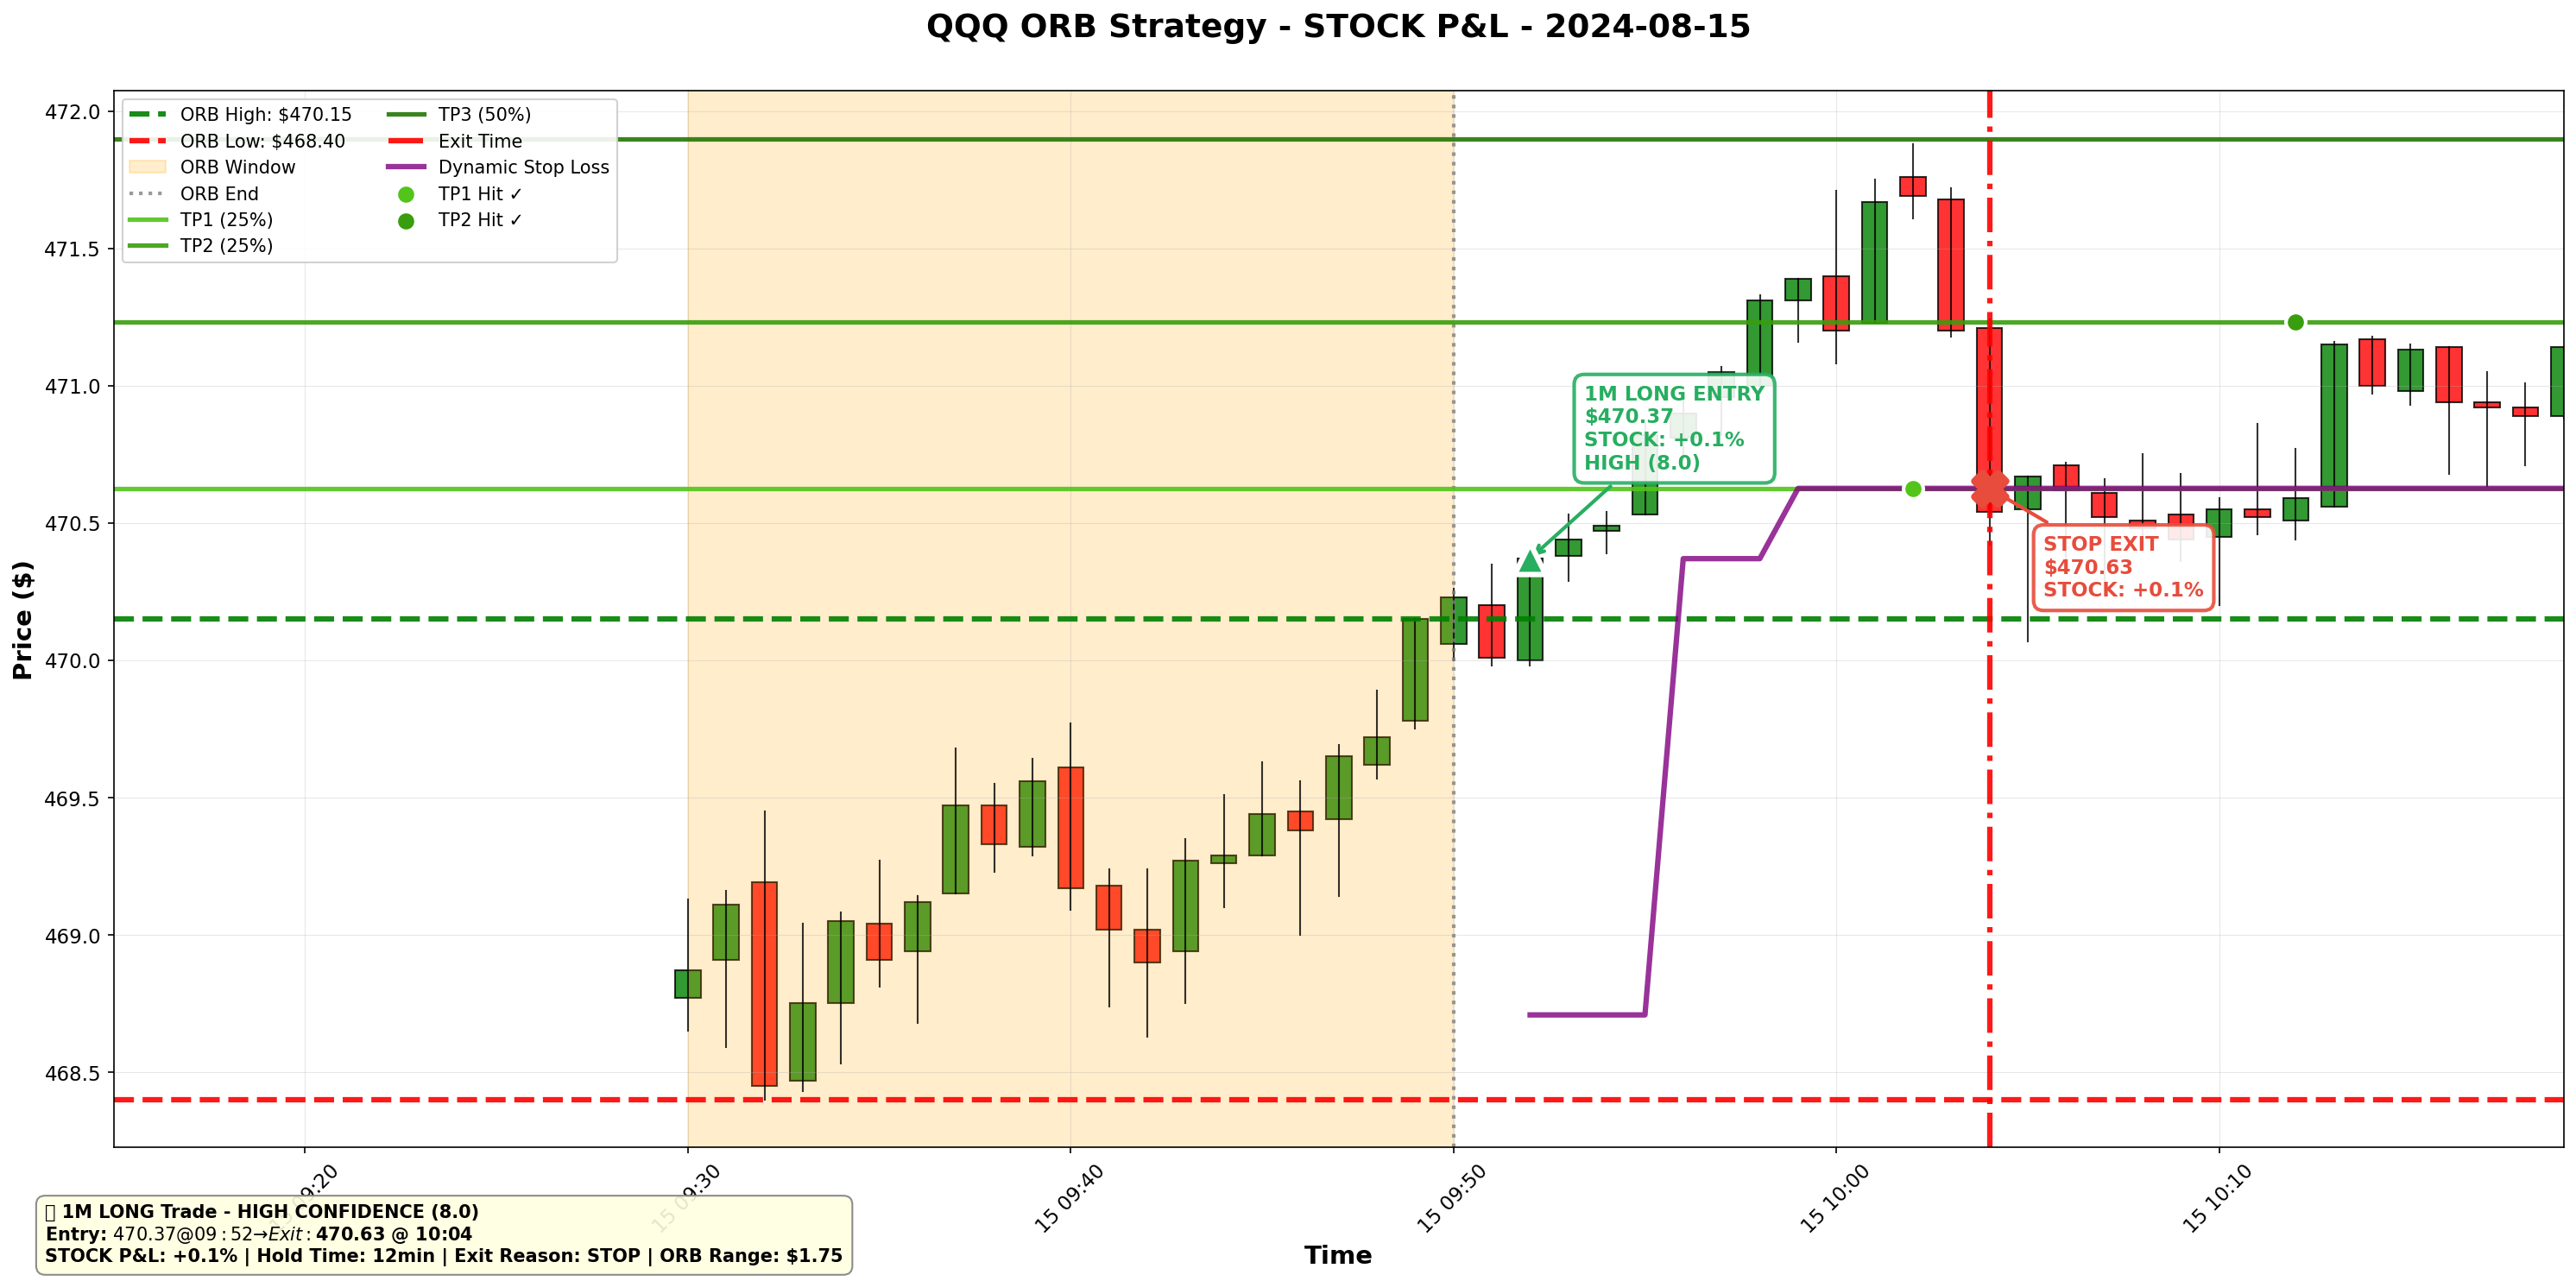 QQQ ORB Strategy - STOCK P&L - 2024-08-15
ORB High: $470.15
ORB Low: $468.40
ORB Window
ORB End
TP1 (25%)
TP2 (25%)
TP3 (50%)
Exit Time
Dynamic Stop Loss
TP1 Hit ✓
TP2 Hit ✓
Price ($)
472.0
471.5
471.0
470.5
470.0
469.5
469.0
468.5
1M LONG ENTRY
$470.37
STOCK: +0.1%
HIGH (8.0)
STOP EXIT
$470.63
STOCK: +0.1%
15 09:20
15 09:30
15 09:40
15 09:50
15 10:00
15 10:10
Time
1M LONG Trade - HIGH CONFIDENCE (8.0)
Entry: 470.37@09:52→Exit:470.63 @ 10:04
STOCK P&L: +0.1% | Hold Time: 12min | Exit Reason: STOP | ORB Range: $1.75